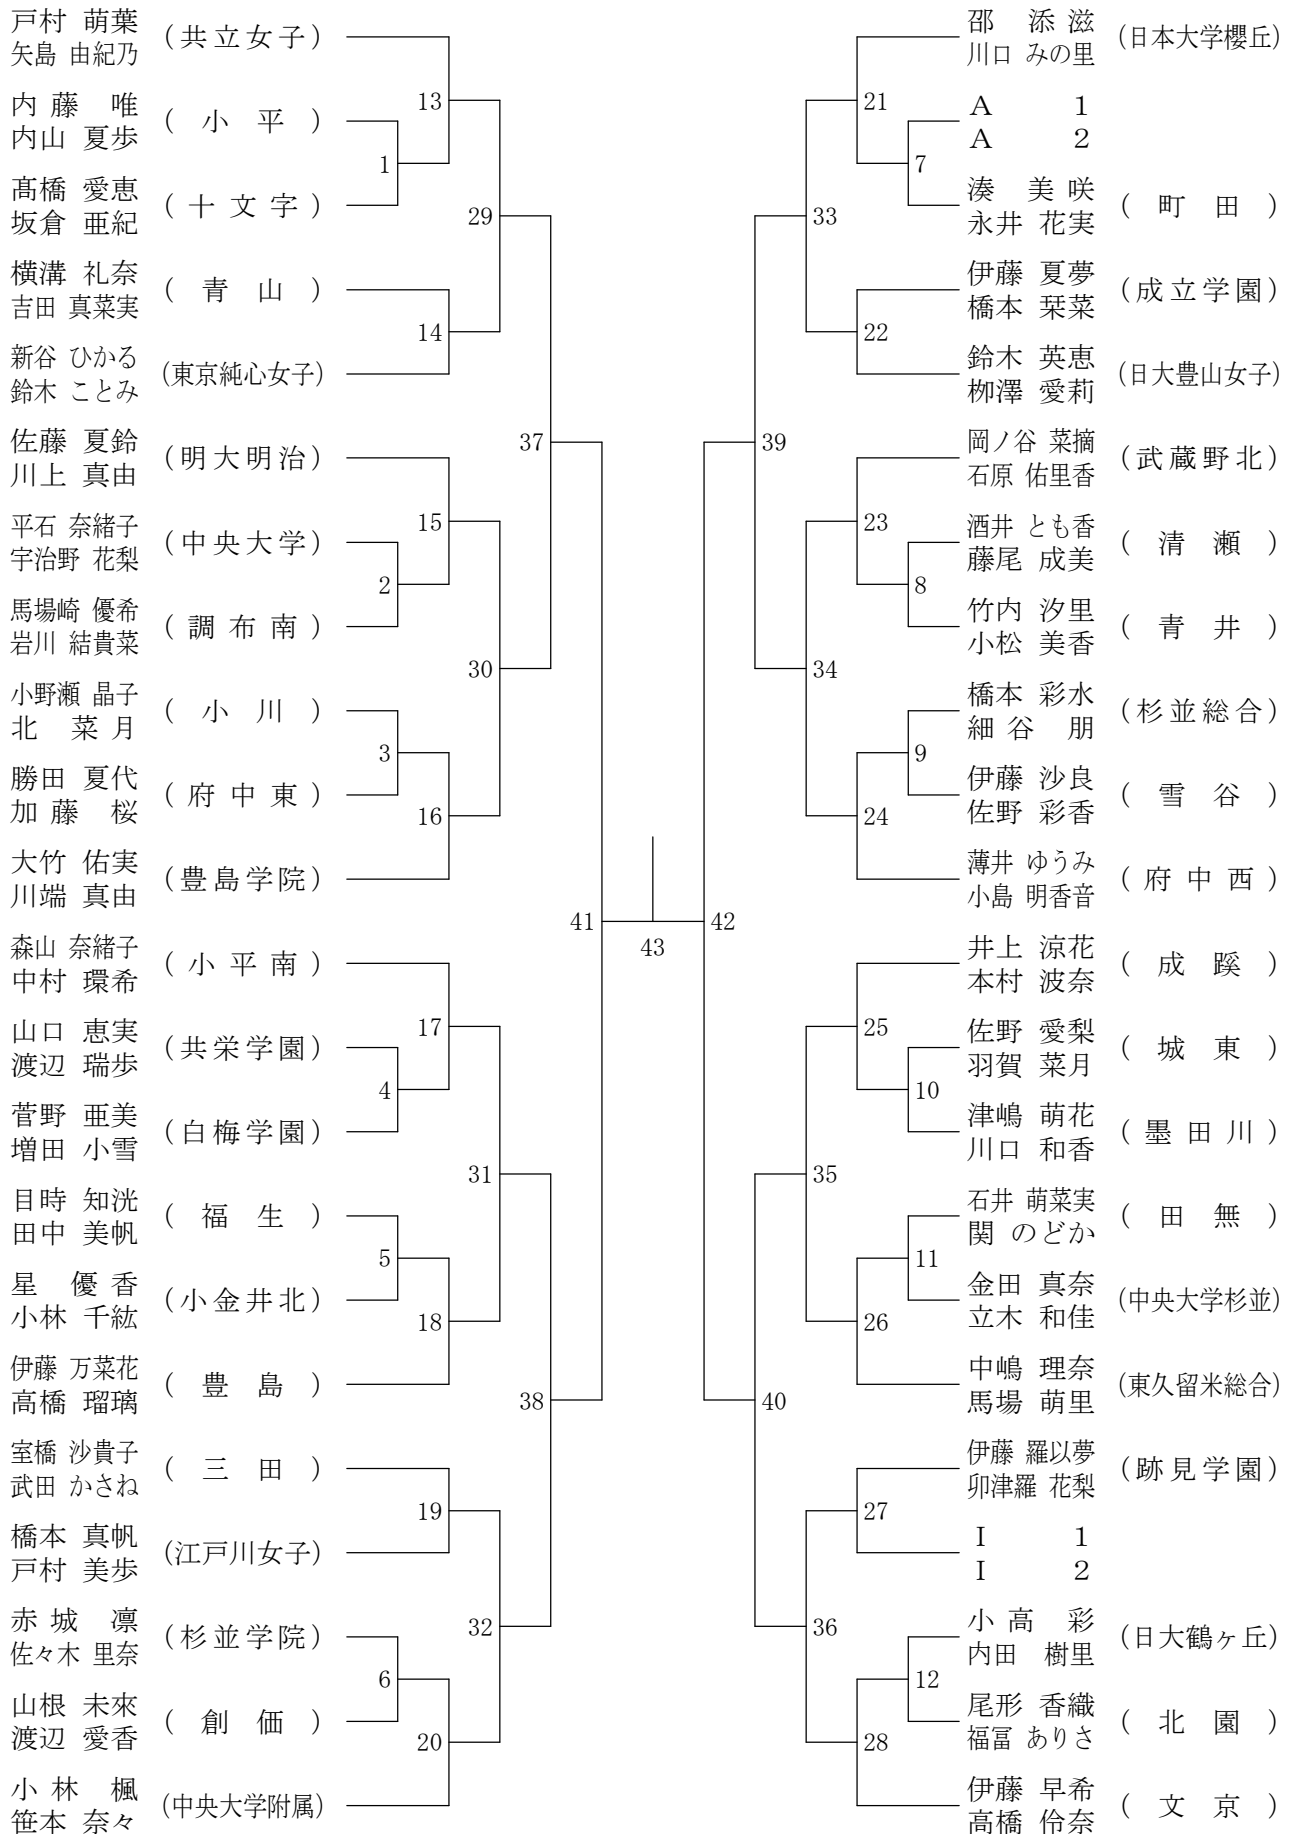 戸村 萌葉
矢島 由紀乃
(共立女子)
内藤 唯
内山 夏歩
(小平)
髙橋 愛恵
坂倉 亜紀
(十文字)
横溝 礼奈
吉田 真菜実
(青山)
新谷 ひかる
鈴木 ことみ
(東京純心女子)
佐藤 夏鈴
川上 真由
(明大明治)
平石 奈緒子
宇治野 花梨
(中央大学)
馬場崎 優希
岩川 結貴菜
(調布南)
小野瀬 晶子
北 菜月
(小川)
勝田 夏代
加藤 桜
(府中東)
大竹 佑実
川端 真由
(豊島学院)
森山 奈緒子
中村 環希
(小平南)
山口 恵実
渡辺 瑞歩
(共栄学園)
菅野 亜美
増田 小雪
(白梅学園)
目時 知洸
田中 美帆
(福生)
星 優香
小林 千紘
(小金井北)
伊藤 万菜花
高橋 瑠璃
(豊島)
室橋 沙貴子
武田 かさね
(三田)
橋本 真帆
戸村 美歩
(江戸川女子)
赤城 凛
佐々木 里奈
(杉並学院)
山根 未來
渡辺 愛香
(創価)
小林 楓
笹本 奈々
(中央大学附属)
1
2
3
4
5
6
13
14
15
16
17
18
19
20
29
30
31
32
37
38
41
43
42
39
40
33
34
35
36
21
22
23
24
25
26
27
28
7
8
9
10
11
12
邵 添滋
川口 みの里
(日本大学櫻丘)
A 1
A 2
湊 美咲
永井 花実
(町田)
伊藤 夏夢
橋本 栞菜
(成立学園)
鈴木 英恵
栁澤 愛莉
(日大豊山女子)
岡ノ谷 菜摘
石原 佑里香
(武蔵野北)
酒井 とも香
藤尾 成美
(清瀬)
竹内 汐里
小松 美香
(青井)
橋本 彩水
細谷 朋
(杉並総合)
伊藤 沙良
佐野 彩香
(雪谷)
薄井 ゆうみ
小島 明香音
(府中西)
井上 涼花
本村 波奈
(成蹊)
佐野 愛梨
羽賀 菜月
(城東)
津嶋 萌花
川口 和香
(墨田川)
石井 萌菜実
関 のどか
(田無)
金田 真奈
立木 和佳
(中央大学杉並)
中嶋 理奈
馬場 萌里
(東久留米総合)
伊藤 羅以夢
卯津羅 花梨
(跡見学園)
I 1
I 2
小高 彩
内田 樹里
(日大鶴ヶ丘)
尾形 香織
福冨 ありさ
(北園)
伊藤 早希
高橋 伶奈
(文京)